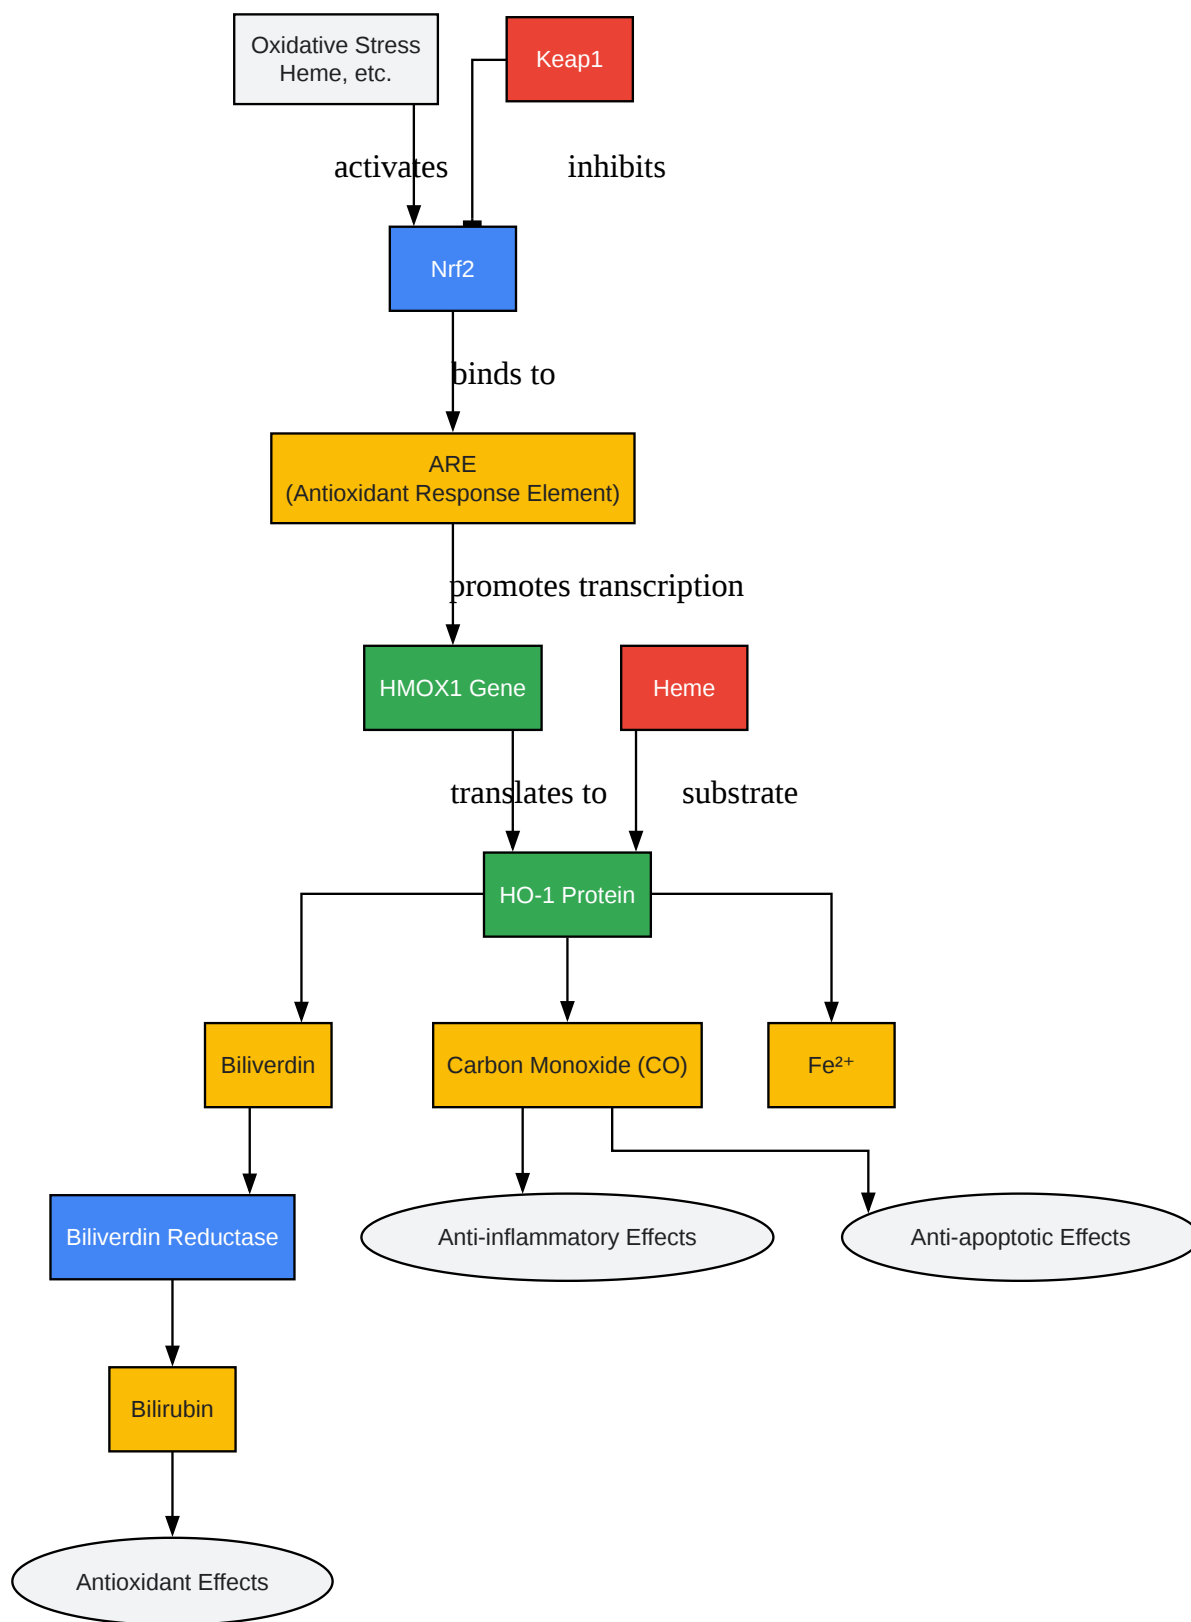 Oxidative Stress
Heme, etc.
Keap1
activates
inhibits
Nrf2
binds to
ARE
(Antioxidant Response Element)
promotes transcription
HMOX1 Gene
Heme
translates to
substrate
HO-1 Protein
Biliverdin
Carbon Monoxide (CO)
Fe²⁺
Biliverdin Reductase
Anti-inflammatory Effects
Anti-apoptotic Effects
Bilirubin
Antioxidant Effects